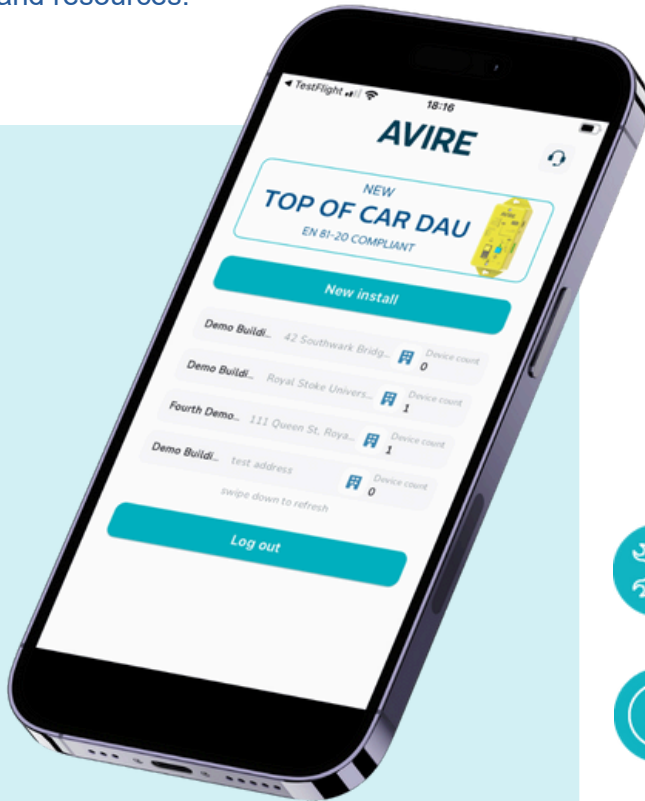 and resources.
TestFlight
18:16
AVIRE
NEW
TOP OF CAR DAU
EN 81-20 COMPLIANT
AVIRE
New install
Demo Buildi... 42 Southwark Bridg... Device count
0
Demo Buildi... Royal Stoke Univers... Device count
1
Fourth Demo... 111 Queen St, Roya... Device count
1
Demo Buildi... test address Device count
0
swipe down to refresh
Log out